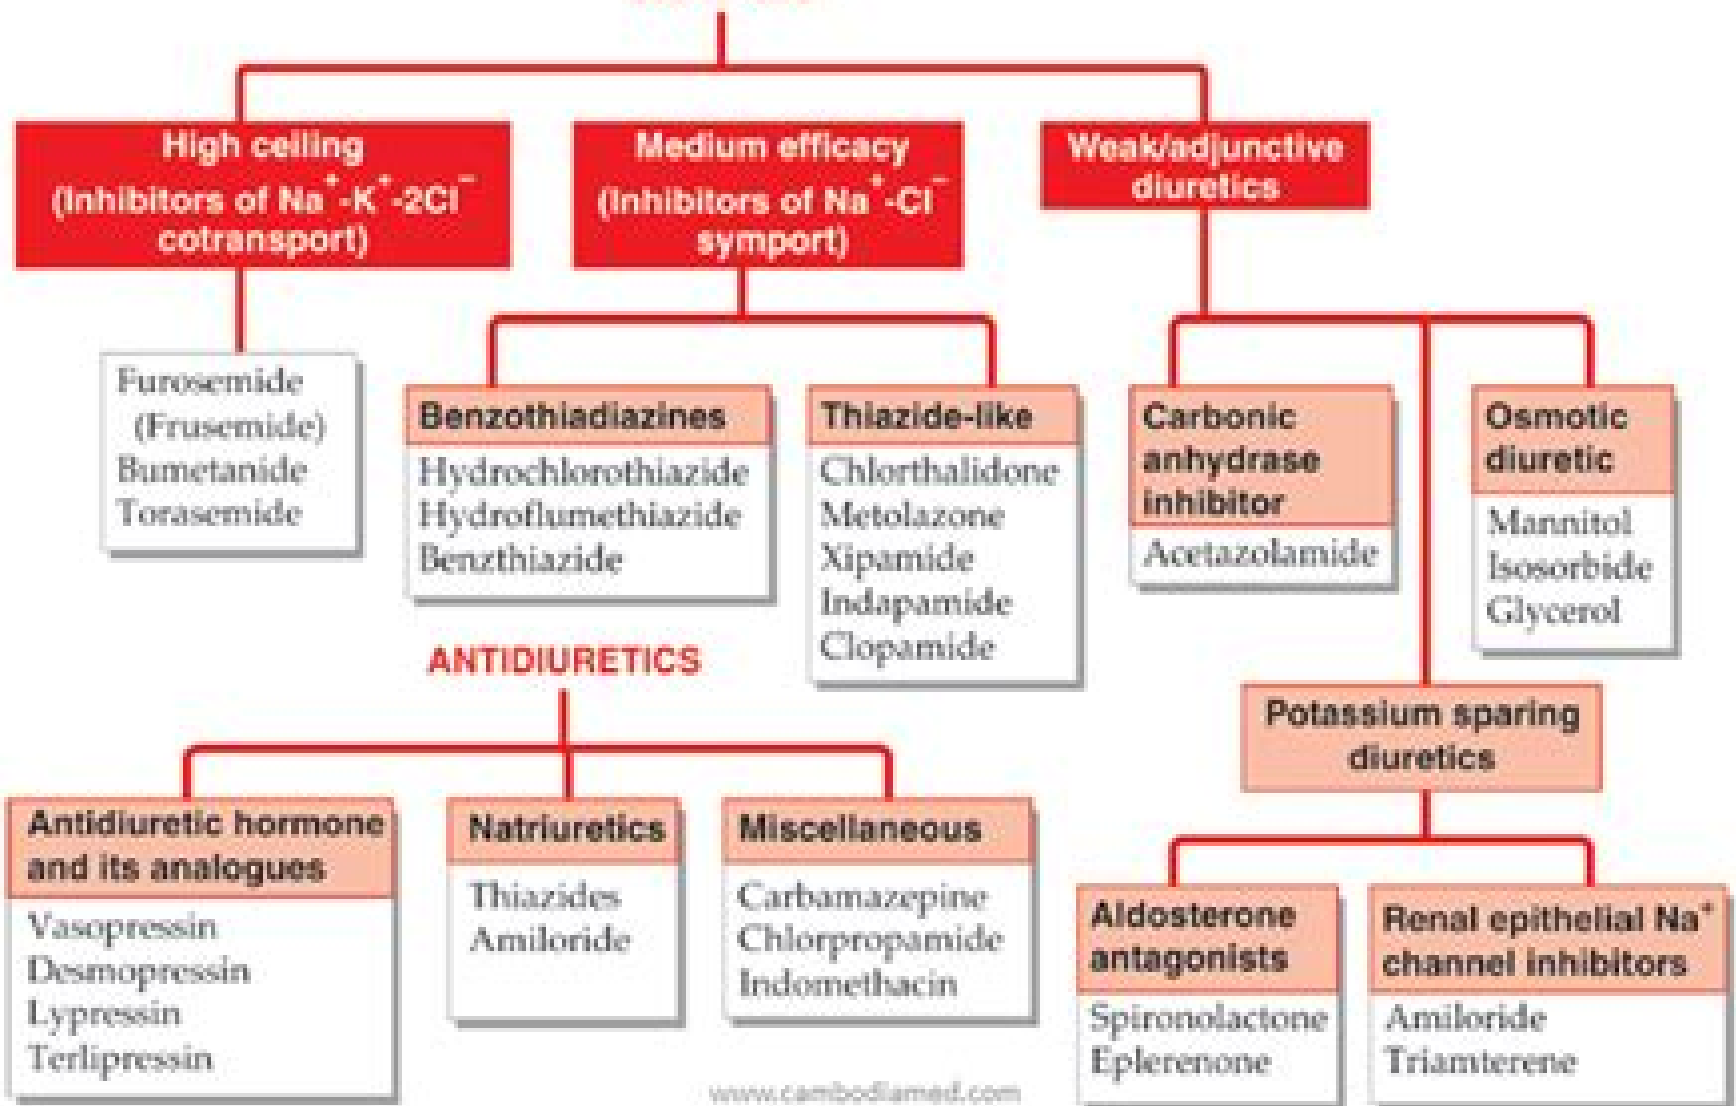 High ceiling
(Inhibitors of Na⁺-K⁺-2Cl⁻
cotransport)
Medium efficacy
(Inhibitors of Na⁺-Cl⁻
symport)
Weak/adjunctive
diuretics
Furosemide
(Frusemide)
Bumetanide
Torasemide
Benzothiadiazines
Hydrochlorothiazide
Hydroflumethiazide
Benzthiazide
Thiazide-like
Chlorthalidone
Metolazone
Xipamide
Indapamide
Clopamide
Carbonic
anhydrase
inhibitor
Acetazolamide
Osmotic
diuretic
Mannitol
Isosorbide
Glycerol
Potassium sparing
diuretics
Aldosterone
antagonists
Spironolactone
Eplerenone
Renal epithelial Na⁺
channel inhibitors
Amiloride
Triamterene
ANTIDIURETICS
Antidiuretic hormone
and its analogues
Vasopressin
Desmopressin
Lypressin
Terlipressin
Natriuretics
Thiazides
Amiloride
Miscellaneous
Carbamazepine
Chlorpropamide
Indomethacin
www.cambodiamed.com